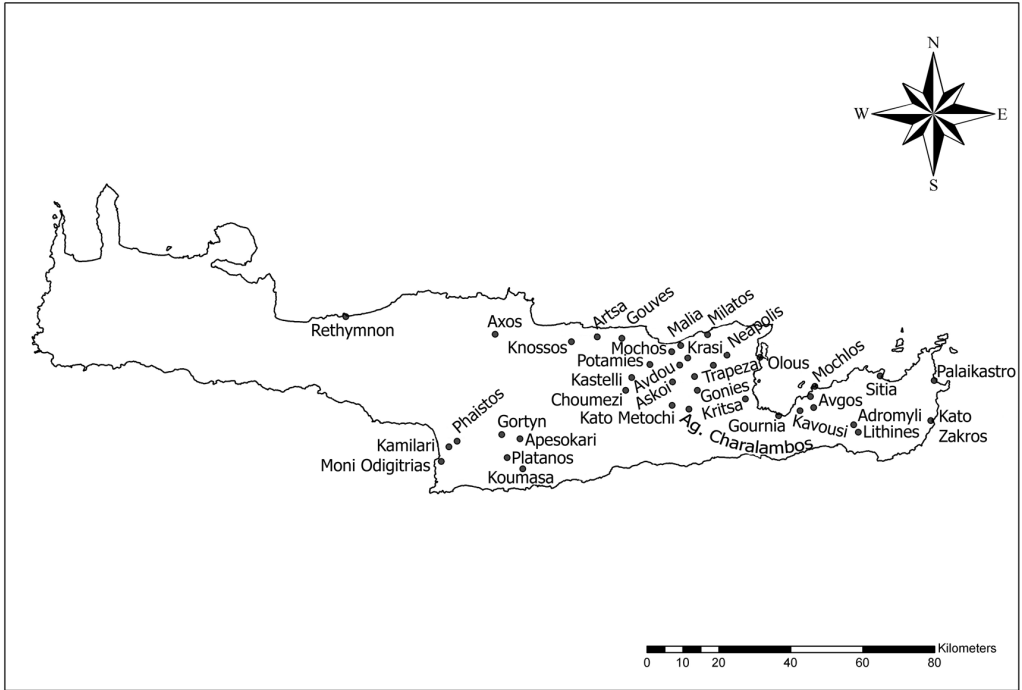 N
W
E
S
Rethymnon
Axos
Knossos
Artsa
Gouves
Malia
Milatos
Mochos
Krasi
Neapolis
Potamies
Avdou
Trapeza
Olous
Mochlos
Kastelli
Askoi
Gonies
Choumezi
Kritsa
Kato Metochi
Ag. Charalambos
Gournia
Kavousi
Avgos
Sitia
Palaikastro
Adromyli
Lithines
Kato
Zakros
Phaistos
Kamilari
Moni Odigitrias
Gortyn
Apesokari
Platanos
Koumasa
Kilometers
0 10 20 40 60 80